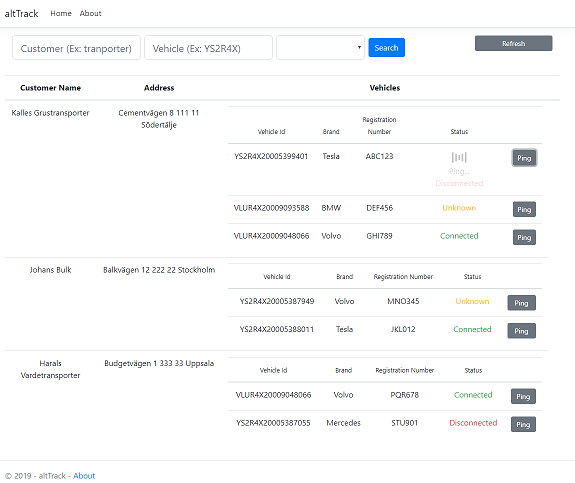 altTrack Home About
Customer (Ex: tranporter) Vehicle (Ex: YS2R4X) Search Refresh
Customer Name Address Vehicles
Kalles Grustransporter Cementvägen 8 111 11
Södertälje
Vehicle Id Brand Registration Number Status
YS2R4X20005399401 Tesla ABC123 Ping... Disconnected Ping
VLUR4X20009093588 BMW DEF456 Unknown Ping
VLUR4X20009048066 Volvo GHI789 Connected Ping
Johans Bulk Balkvägen 12 222 22 Stockholm
Vehicle Id Brand Registration Number Status
YS2R4X20005387949 Volvo MNO345 Unknown Ping
YS2R4X20005388011 Tesla JKL012 Connected Ping
Harals
Vardetransporter
Budgetvägen 1 333 33 Uppsala
Vehicle Id Brand Registration Number Status
VLUR4X20009048066 Volvo PQR678 Connected Ping
YS2R4X20005387055 Mercedes STU901 Disconnected Ping
© 2019 - altTrack - About